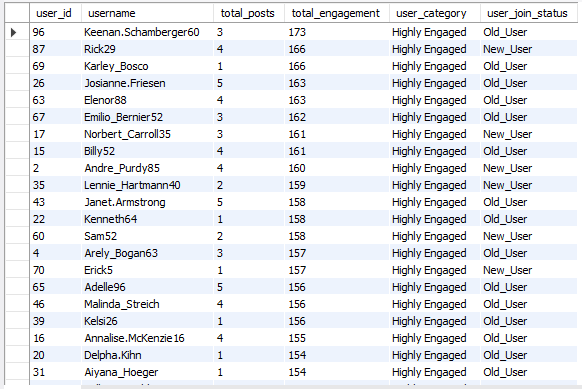 user_id username total_posts total_engagement user_category user_join_status
96 Keenan.Schamberger60 3 173 Highly Engaged Old_User
87 Rick29 4 166 Highly Engaged New_User
69 Karley_Bosco 1 166 Highly Engaged Old_User
26 Josianne.Friesen 5 163 Highly Engaged Old_User
63 Elenor88 4 163 Highly Engaged Old_User
67 Emilio_Bernier52 3 162 Highly Engaged Old_User
17 Norbert_Carroll35 3 161 Highly Engaged New_User
15 Billy52 4 161 Highly Engaged Old_User
2 Andre_Purdy85 4 160 Highly Engaged New_User
35 Lennie_Hartmann40 2 159 Highly Engaged New_User
43 Janet.Armstrong 5 158 Highly Engaged Old_User
22 Kenneth64 1 158 Highly Engaged Old_User
60 Sam52 2 158 Highly Engaged New_User
4 Arely_Bogan63 3 157 Highly Engaged Old_User
70 Erick5 1 157 Highly Engaged New_User
65 Adelle96 5 156 Highly Engaged Old_User
46 Malinda_Streich 4 156 Highly Engaged Old_User
39 Kelsi26 1 156 Highly Engaged Old_User
16 Annalise.McKenzie16 4 155 Highly Engaged Old_User
20 Delpha.Kihn 1 154 Highly Engaged Old_User
31 Aiyana_Hoeger 1 154 Highly Engaged Old_User